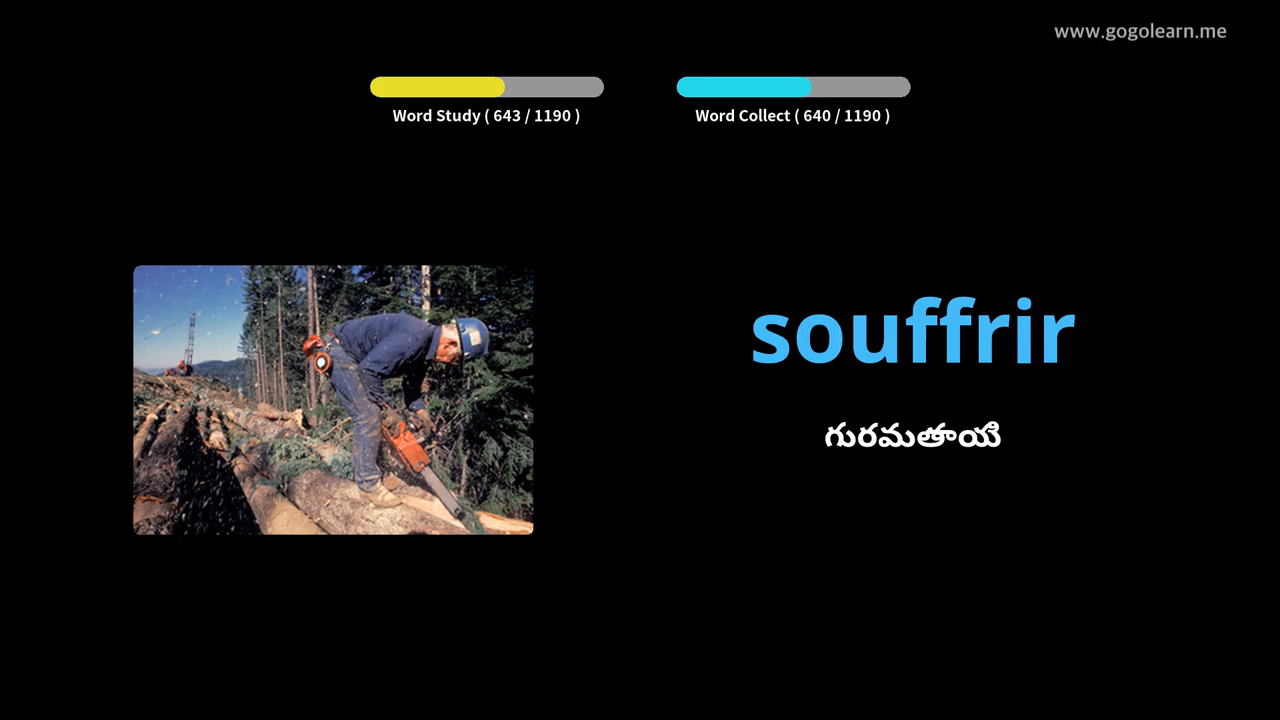 www.gogolearn.me
Word Study ( 643 / 1190 )
Word Collect ( 640 / 1190 )
souffrir
గురమతాయి